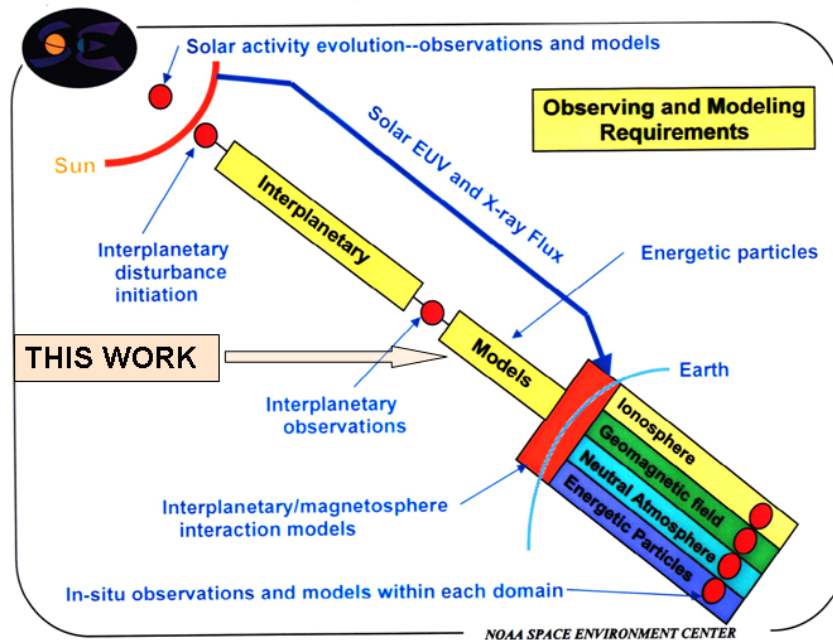 Solar activity evolution--observations and models
Observing and Modeling
Requirements
Sun
Solar EUV and X-ray Flux
Interplanetary
Interplanetary
disturbance
initiation
Energetic particles
THIS WORK
Models
Earth
Interplanetary
observations
Ionosphere
Geomagnetic field
Neutral Atmosphere
Energetic Particles
Interplanetary/magnetosphere
interaction models
In-situ observations and models within each domain
NOAA SPACE ENVIRONMENT CENTER